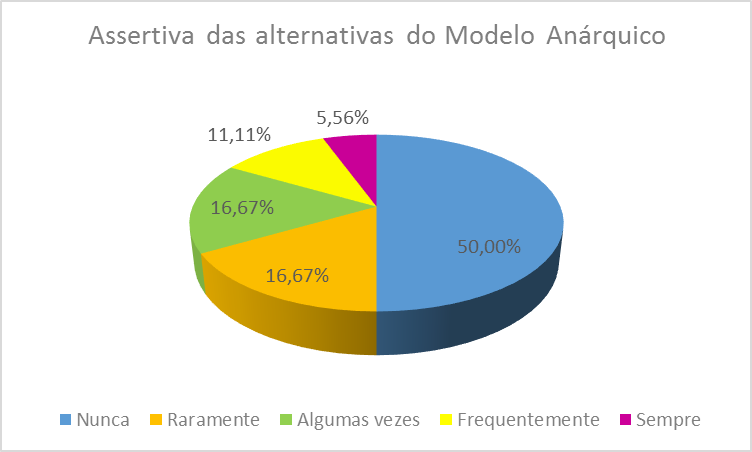 Assertiva das alternativas do Modelo Anárquico
5,56%
11,11%
16,67%
50,00%
16,67%
Nunca Raramente Algumas vezes Frequentemente Sempre